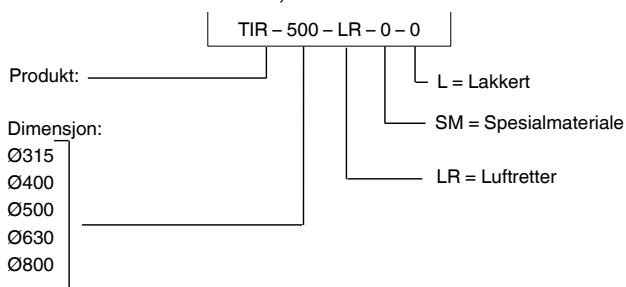 TIR – 500 – LR – 0 – 0
Produkt:
L = Lakkert
SM = Spesialmateriale
LR = Luftretter
Dimensjon:
Ø315
Ø400
Ø500
Ø630
Ø800